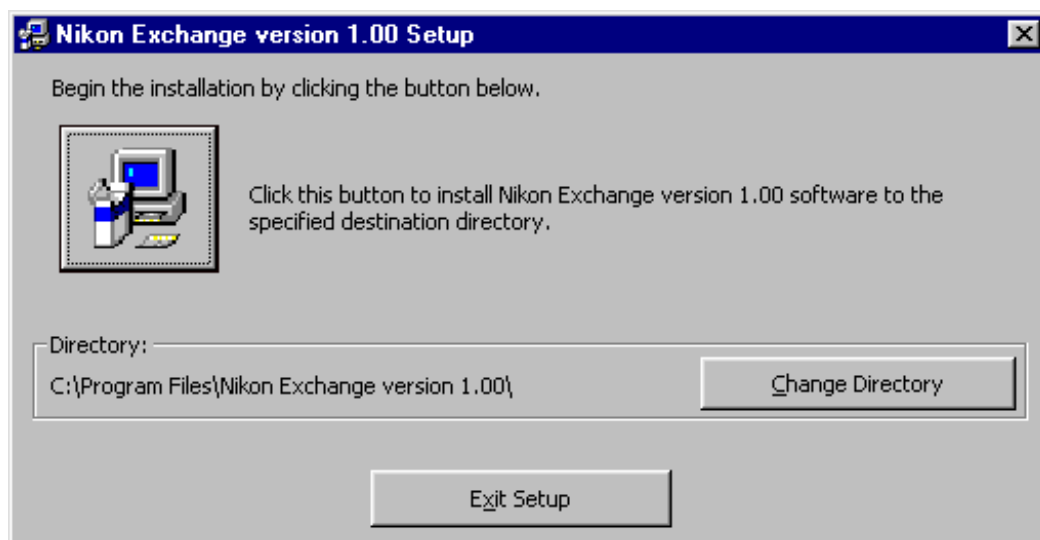 Nikon Exchange version 1.00 Setup
Begin the installation by clicking the button below.
Click this button to install Nikon Exchange version 1.00 software to the
specified destination directory.
Directory:
C:\Program Files\Nikon Exchange version 1.00\
Change Directory
Exit Setup